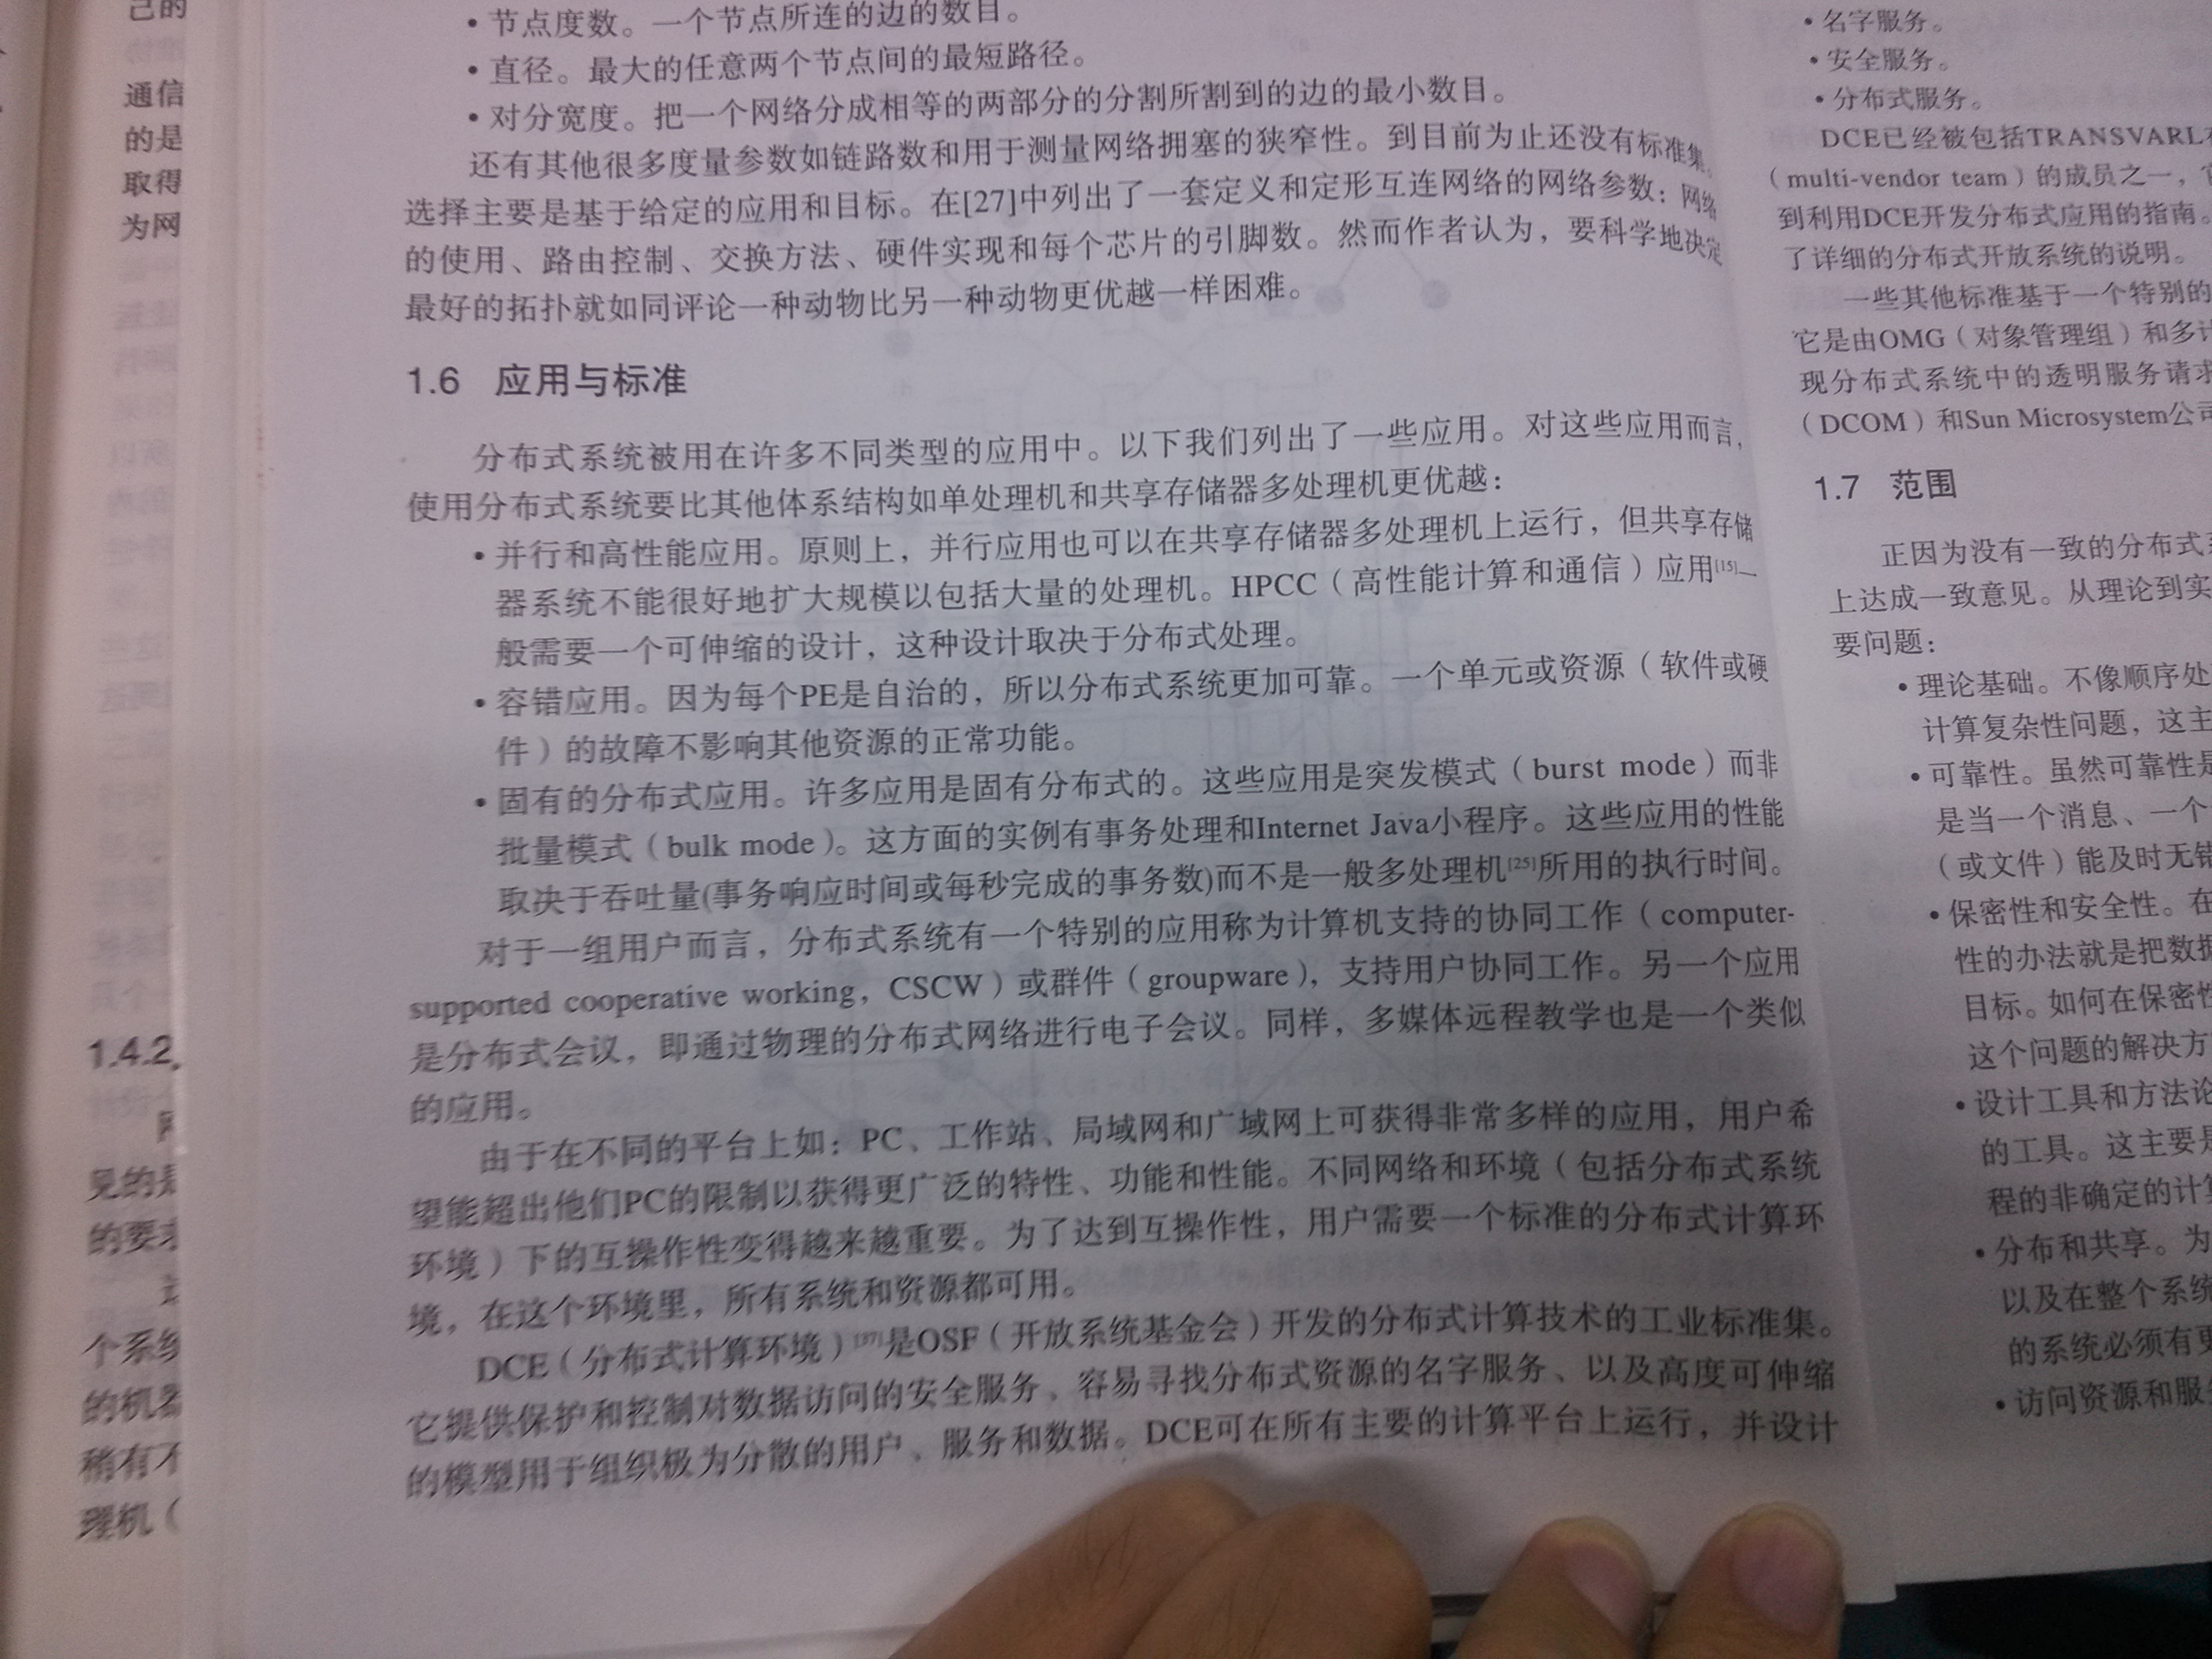 己的
通信
的是
取得
为网
1.4.2
见的是
的要求
个系统
的机器
稍有不
理机（
• 节点度数。一个节点所连的边的数目。
• 直径。最大的任意两个节点间的最短路径。
• 对分宽度。把一个网络分成相等的两部分的分割所割到的边的最小数目。
还有其他很多度量参数如链路数和用于测量网络拥塞的狭窄性。到目前为止还没有标准集。
选择主要是基于给定的应用和目标。在[27]中列出了一套定义和定形互连网络的网络参数：网络
的使用、路由控制、交换方法、硬件实现和每个芯片的引脚数。然而作者认为，要科学地决定
最好的拓扑就如同评论一种动物比另一种动物更优越一样困难。
1.6 应用与标准
分布式系统被用在许多不同类型的应用中。以下我们列出了一些应用。对这些应用而言，
使用分布式系统要比其他体系结构如单处理机和共享存储器多处理机更优越：
• 并行和高性能应用。原则上，并行应用也可以在共享存储器多处理机上运行，但共享存储
器系统不能很好地扩大规模以包括大量的处理机。HPCC（高性能计算和通信）应用[15]一
般需要一个可伸缩的设计，这种设计取决于分布式处理。
• 容错应用。因为每个PE是自治的，所以分布式系统更加可靠。一个单元或资源（软件或硬
件）的故障不影响其他资源的正常功能。
• 固有的分布式应用。许多应用是固有分布式的。这些应用是突发模式（burst mode）而非
批量模式（bulk mode）。这方面的实例有事务处理和Internet Java小程序。这些应用的性能
取决于吞吐量(事务响应时间或每秒完成的事务数)而不是一般多处理机[25]所用的执行时间。
对于一组用户而言，分布式系统有一个特别的应用称为计算机支持的协同工作（computer-
supported cooperative working，CSCW）或群件（groupware），支持用户协同工作。另一个应用
是分布式会议，即通过物理的分布式网络进行电子会议。同样，多媒体远程教学也是一个类似
的应用。
由于在不同的平台上如：PC、工作站、局域网和广域网上可获得非常多样的应用，用户希
望能超出他们PC的限制以获得更广泛的特性、功能和性能。不同网络和环境（包括分布式系统
环境）下的互操作性变得越来越重要。为了达到互操作性，用户需要一个标准的分布式计算环
境，在这个环境里，所有系统和资源都可用。
DCE（分布式计算环境）[37]是OSF（开放系统基金会）开发的分布式计算技术的工业标准集。
它提供保护和控制对数据访问的安全服务、容易寻找分布式资源的名字服务、以及高度可伸缩
的模型用于组织极为分散的用户、服务和数据。DCE可在所有主要的计算平台上运行，并设计
• 名字服务。
• 安全服务。
• 分布式服务。
DCE已经被包括TRANSVARL
（multi-vendor team）的成员之一，
到利用DCE开发分布式应用的指南。
了详细的分布式开放系统的说明。
一些其他标准基于一个特别的
它是由OMG（对象管理组）和多
现分布式系统中的透明服务请求
（DCOM）和Sun Microsystem公司
1.7 范围
正因为没有一致的分布式
上达成一致意见。从理论到实
要问题：
• 理论基础。不像顺序处
计算复杂性问题，这主
• 可靠性。虽然可靠性是
是当一个消息、一个
（或文件）能及时无错
• 保密性和安全性。在
性的办法就是把数据
目标。如何在保密性
这个问题的解决方
• 设计工具和方法论
的工具。这主要是
程的非确定的计算
• 分布和共享。为
以及在整个系统
的系统必须有更
• 访问资源和服务